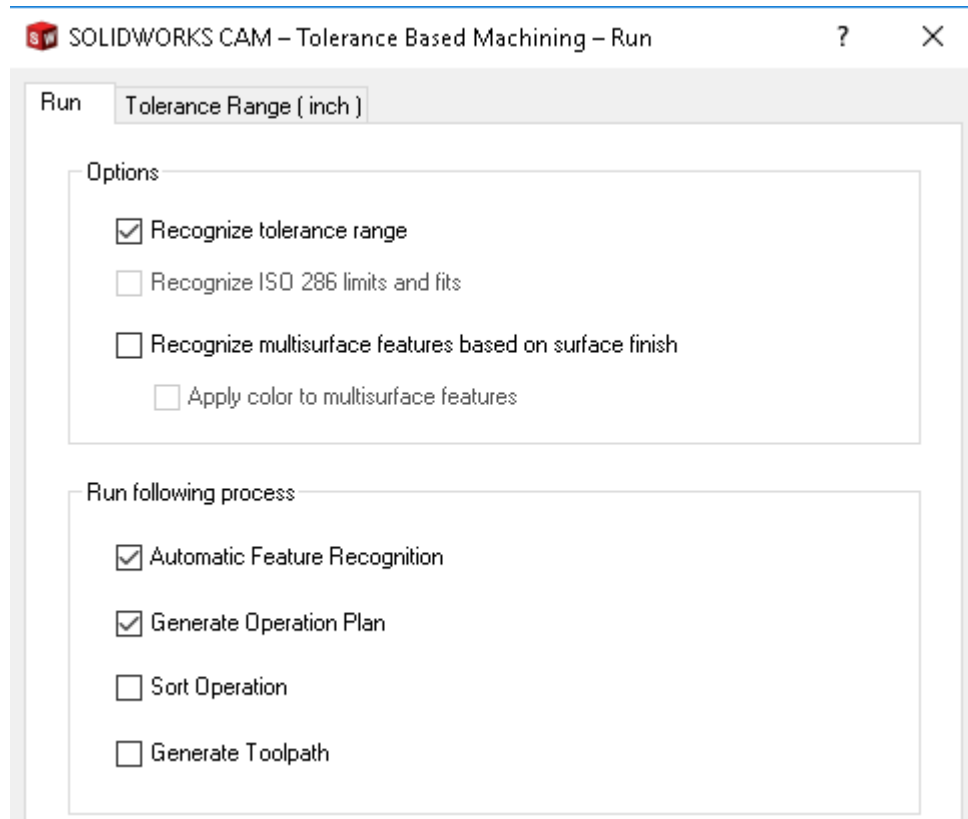 SW SOLIDWORKS CAM – Tolerance Based Machining – Run ? ×
Run Tolerance Range ( inch )
Options
Recognize tolerance range
Recognize ISO 286 limits and fits
Recognize multisurface features based on surface finish
Apply color to multisurface features
Run following process
Automatic Feature Recognition
Generate Operation Plan
Sort Operation
Generate Toolpath